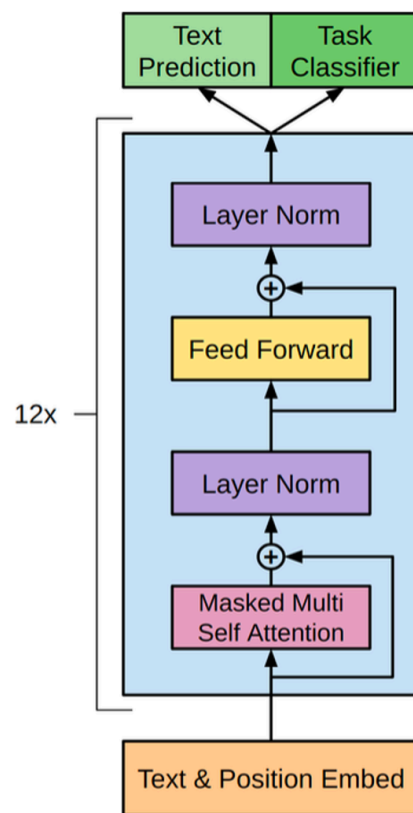 Text
Prediction
Task
Classifier
Layer Norm
Feed Forward
12x
Layer Norm
Masked Multi
Self Attention
Text & Position Embed